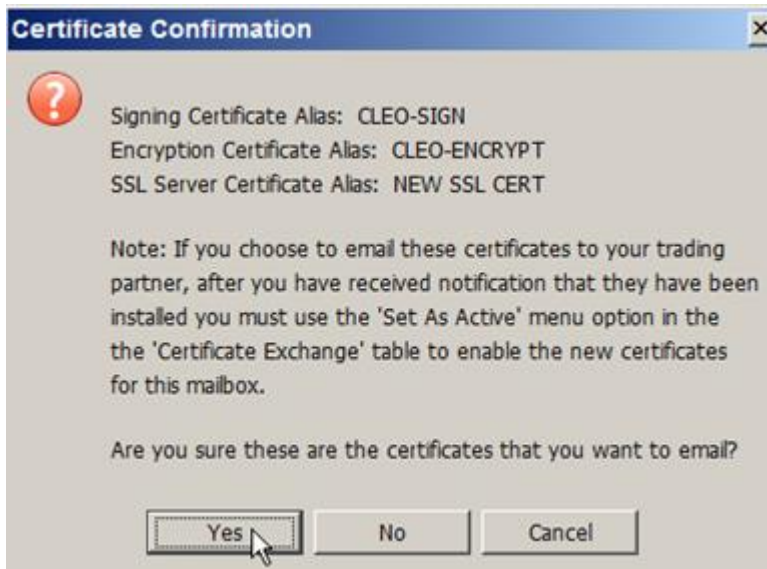 Certificate Confirmation
Signing Certificate Alias: CLEO-SIGN
Encryption Certificate Alias: CLEO-ENCRYPT
SSL Server Certificate Alias: NEW SSL CERT
Note: If you choose to email these certificates to your trading
partner, after you have received notification that they have been
installed you must use the 'Set As Active' menu option in the
the 'Certificate Exchange' table to enable the new certificates
for this mailbox.
Are you sure these are the certificates that you want to email?
Yes No Cancel